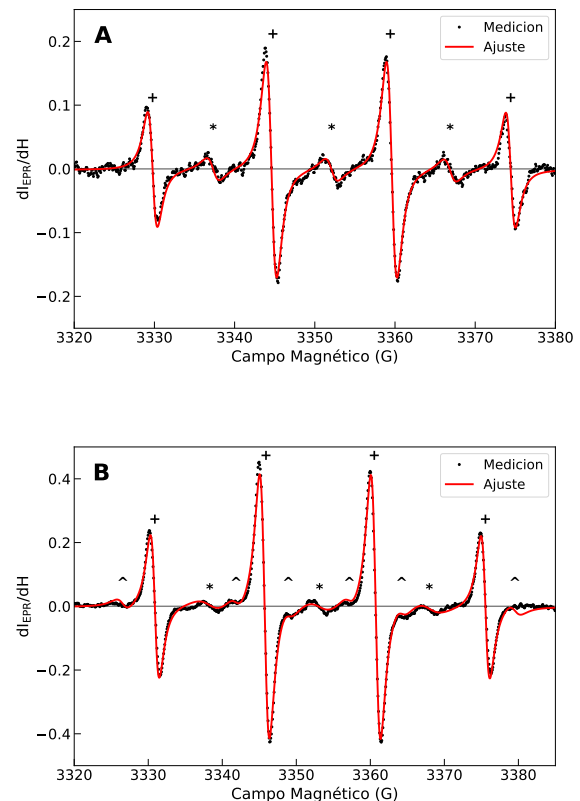 A
Medicion
Ajuste
+ + + +
* * *
dI_EPR/dH
0.2
0.1
0.0
−0.1
−0.2
3320 3330 3340 3350 3360 3370 3380
Campo Magnético (G)
B
Medicion
Ajuste
+ + + +
^ ^ ^ ^ ^ ^
* * *
dI_EPR/dH
0.4
0.2
0.0
−0.2
−0.4
3320 3330 3340 3350 3360 3370 3380
Campo Magnético (G)